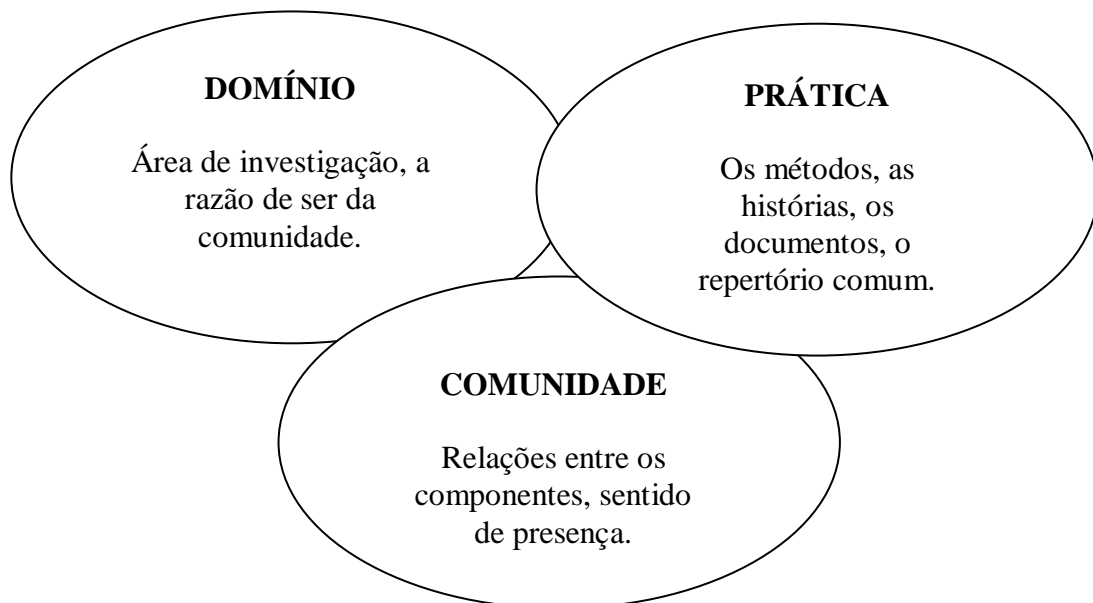 DOMÍNIO
Área de investigação, a
razão de ser da
comunidade.
PRÁTICA
Os métodos, as
histórias, os
documentos, o
repertório comum.
COMUNIDADE
Relações entre os
componentes, sentido
de presença.